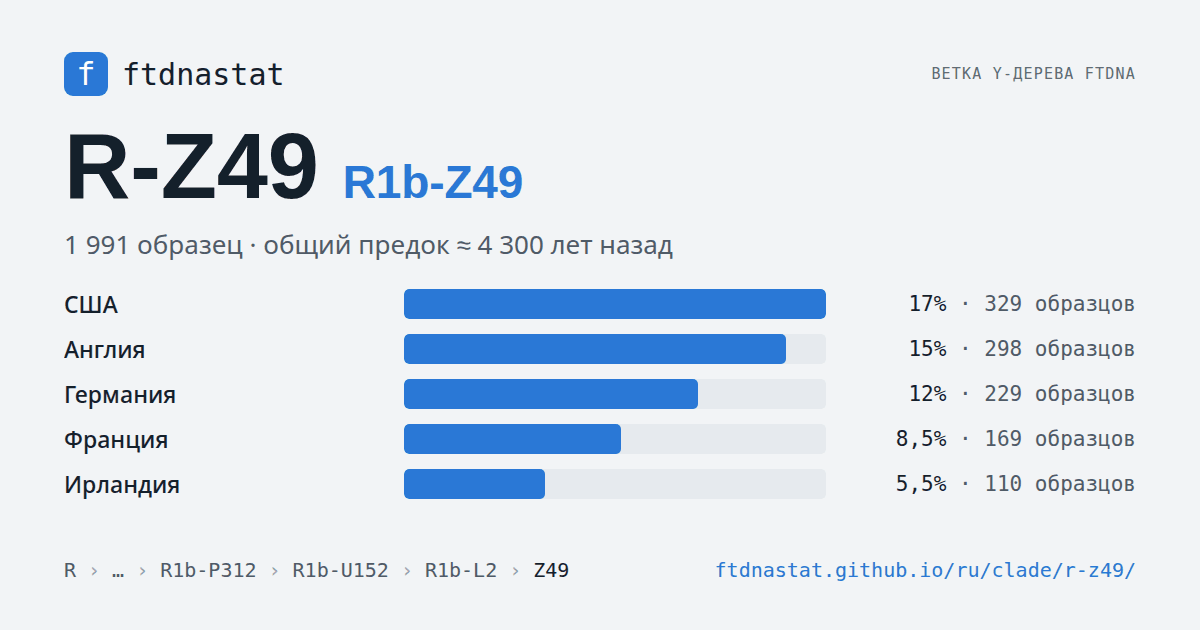 f ftdnastat
ВЕТКА Y-ДЕРЕВА FTDNA
R-Z49 R1b-Z49
1 991 образец · общий предок ≈ 4 300 лет назад
США 17% · 329 образцов
Англия 15% · 298 образцов
Германия 12% · 229 образцов
Франция 8,5% · 169 образцов
Ирландия 5,5% · 110 образцов
R › … › R1b-P312 › R1b-U152 › R1b-L2 › Z49
ftdnastat.github.io/ru/clade/r-z49/